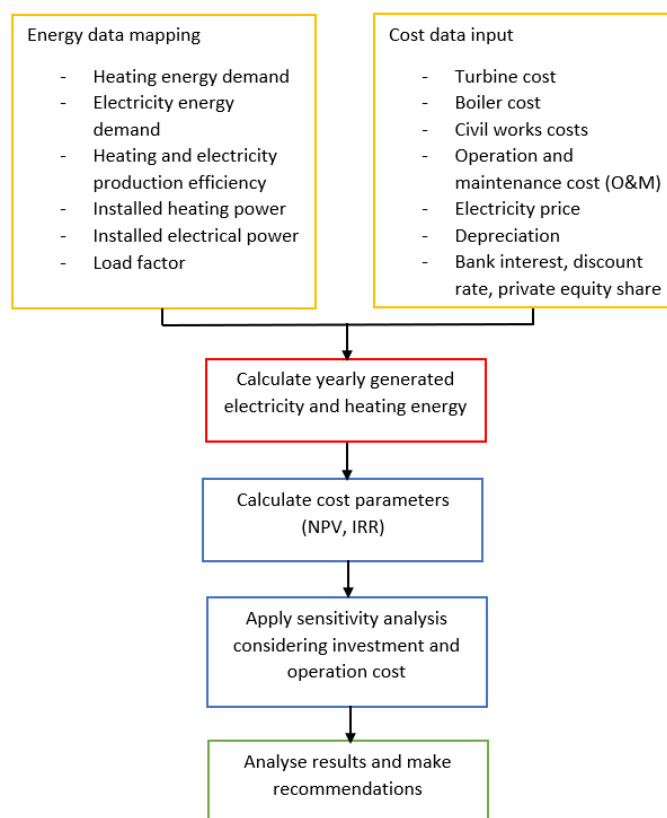 Energy data mapping
- Heating energy demand
- Electricity energy
demand
- Heating and electricity
production efficiency
- Installed heating power
- Installed electrical power
- Load factor
Cost data input
- Turbine cost
- Boiler cost
- Civil works costs
- Operation and
maintenance cost (O&M)
- Electricity price
- Depreciation
- Bank interest, discount
rate, private equity share
Calculate yearly generated
electricity and heating energy
Calculate cost parameters
(NPV, IRR)
Apply sensitivity analysis
considering investment and
operation cost
Analyse results and make
recommendations